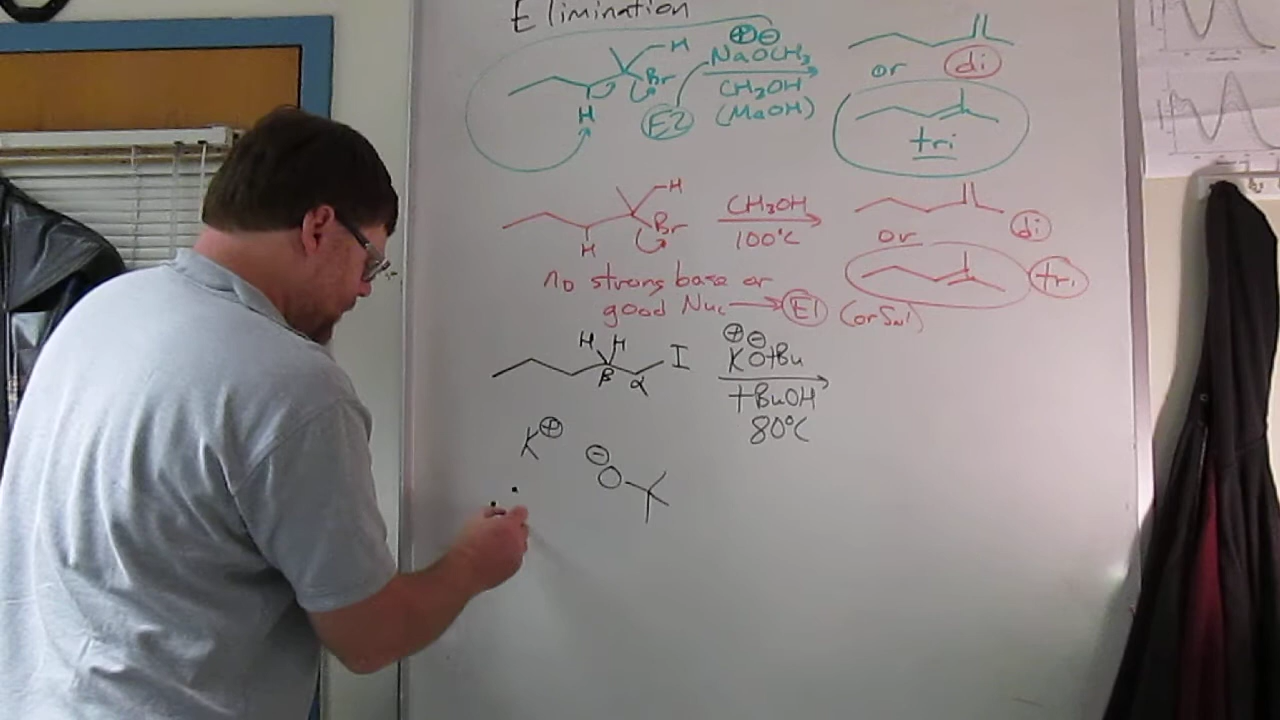 Elimination
H ⊕⊖
Br NaOCH3
H E2 CH3OH
(MeOH)
or di
tri
H
Br CH3OH
H 100°C
or di
tri
no strong base or
good Nuc → E1 (or SN1)
H H I ⊕⊖
β α KOtBu
tBuOH
80°C
K⊕ ⊖
O